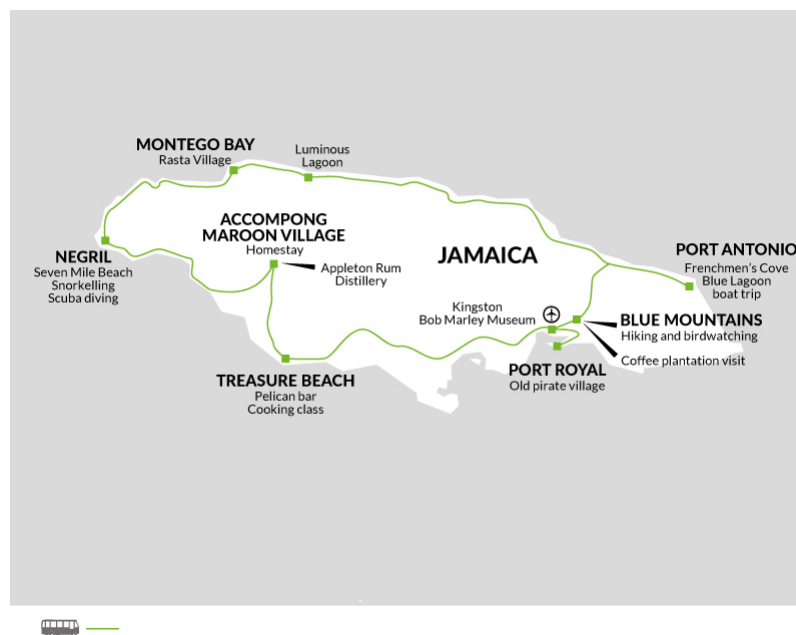 MONTEGO BAY
Rasta Village
Luminous
Lagoon
ACCOMPONG
MAROON VILLAGE
Homestay
Appleton Rum
Distillery
JAMAICA
NEGRIL
Seven Mile Beach
Snorkelling
Scuba diving
PORT ANTONIO
Frenchmen's Cove
Blue Lagoon
boat trip
Kingston
Bob Marley Museum
BLUE MOUNTAINS
Hiking and birdwatching
Coffee plantation visit
PORT ROYAL
Old pirate village
TREASURE BEACH
Pelican bar
Cooking class